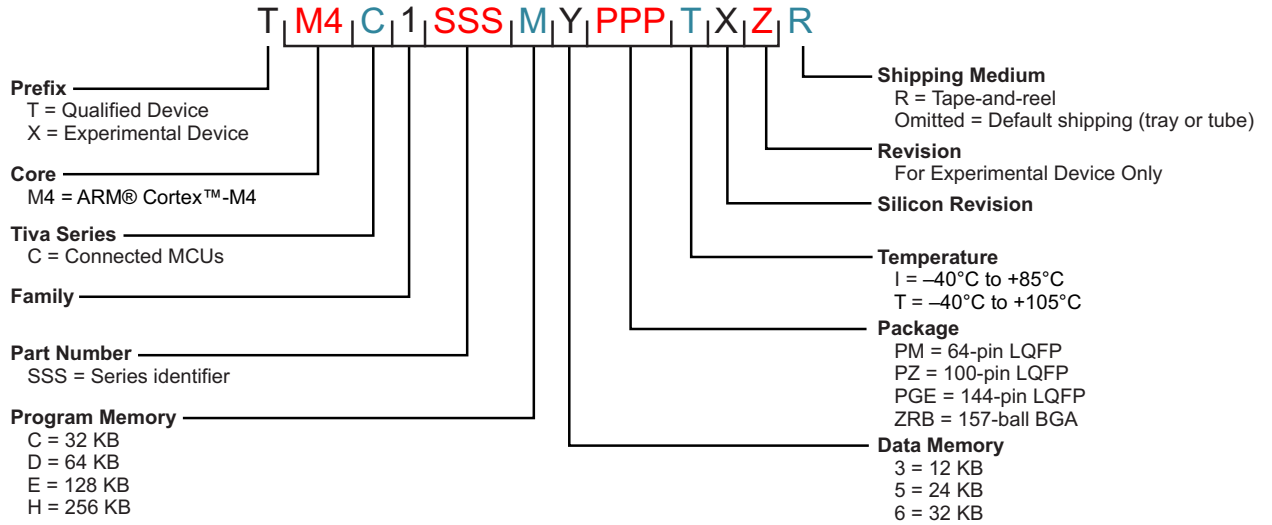 T M4 C 1 SSS M Y PPP T X Z R
Prefix
T = Qualified Device
X = Experimental Device
Core
M4 = ARM® Cortex™-M4
Tiva Series
C = Connected MCUs
Family
Part Number
SSS = Series identifier
Program Memory
C = 32 KB
D = 64 KB
E = 128 KB
H = 256 KB
Shipping Medium
R = Tape-and-reel
Omitted = Default shipping (tray or tube)
Revision
For Experimental Device Only
Silicon Revision
Temperature
I = –40°C to +85°C
T = –40°C to +105°C
Package
PM = 64-pin LQFP
PZ = 100-pin LQFP
PGE = 144-pin LQFP
ZRB = 157-ball BGA
Data Memory
3 = 12 KB
5 = 24 KB
6 = 32 KB